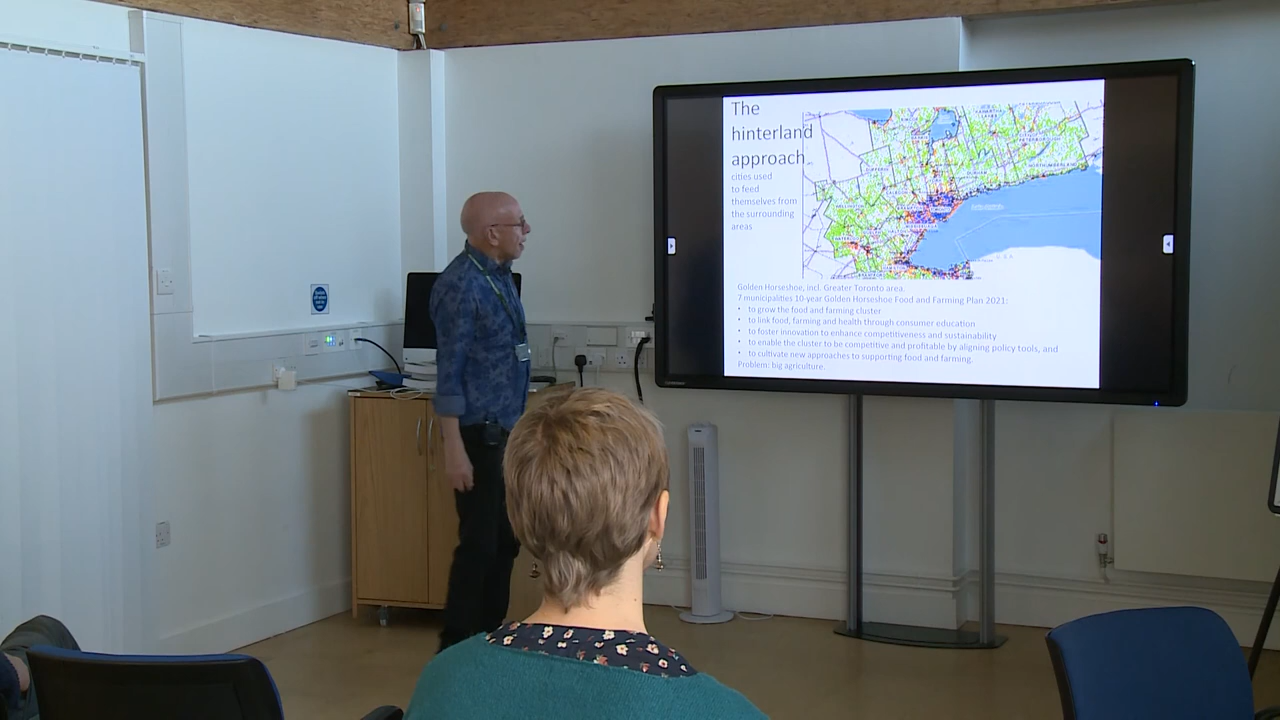 The
hinterland
approach
cities used
to feed
themselves from
the surrounding
areas
Golden Horseshoe, incl. Greater Toronto area.
7 municipalities 10-year Golden Horseshoe Food and Farming Plan 2021:
• to grow the food and farming cluster
• to link food, farming and health through consumer education
• to foster innovation to enhance competitiveness and sustainability
• to enable the cluster to be competitive and profitable by aligning policy tools, and
• to cultivate new approaches to supporting food and farming.
Problem: big agriculture.